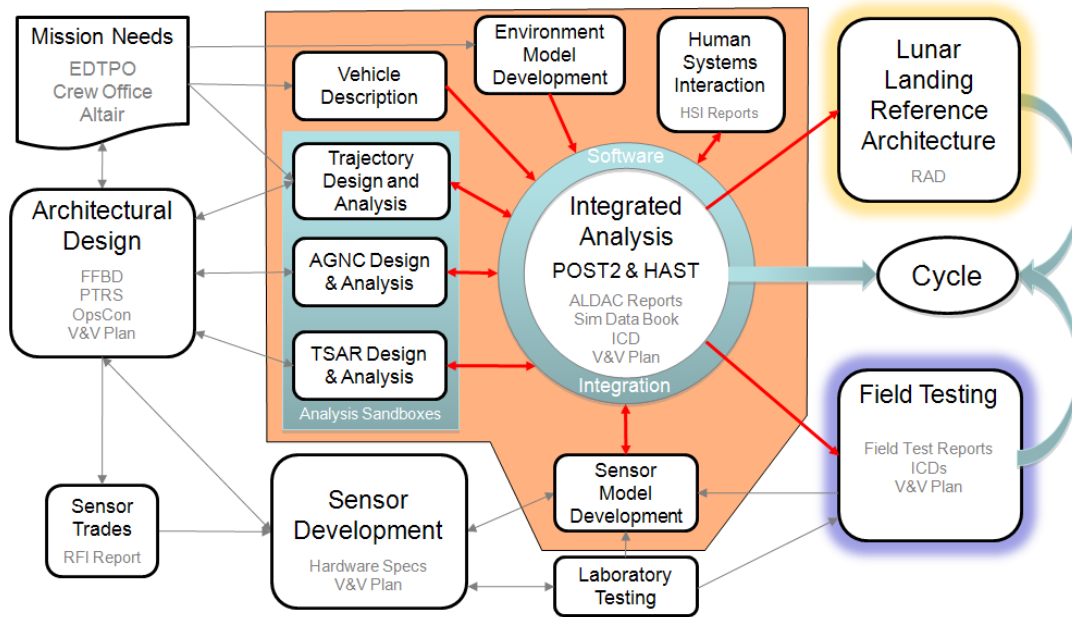 Mission Needs
EDTPO
Crew Office
Altair
Vehicle
Description
Environment
Model
Development
Human
Systems
Interaction
HSI Reports
Lunar
Landing
Reference
Architecture
RAD
Architectural
Design
FFBD
PTRS
OpsCon
V&V Plan
Trajectory
Design and
Analysis
AGNC Design
& Analysis
TSAR Design
& Analysis
Analysis Sandboxes
Software
Integrated
Analysis
POST2 & HAST
ALDAC Reports
Sim Data Book
ICD
V&V Plan
Integration
Cycle
Field Testing
Field Test Reports
ICDs
V&V Plan
Sensor
Trades
RFI Report
Sensor
Development
Hardware Specs
V&V Plan
Sensor
Model
Development
Laboratory
Testing